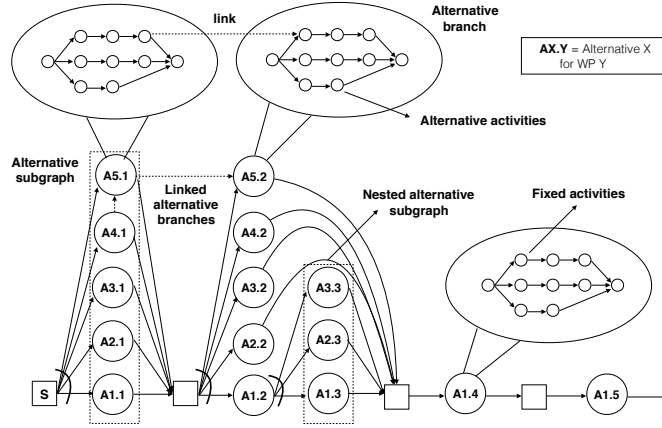 link
Alternative
branch
AX.Y = Alternative X
for WP Y
Alternative activities
Alternative
subgraph
A5.1
Linked
alternative
branches
A5.2
Nested alternative
subgraph
Fixed activities
A4.1
A4.2
A3.1
A3.2
A3.3
A2.1
A2.2
A2.3
S
A1.1
A1.2
A1.3
A1.4
A1.5